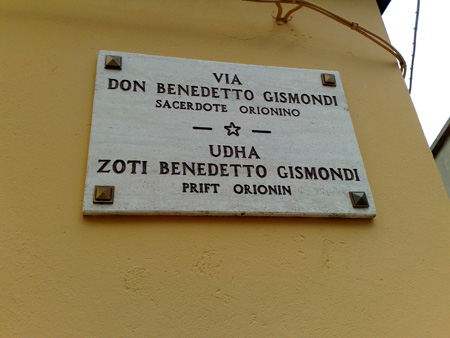 VIA
DON BENEDETTO GISMONDI
SACERDOTE ORIONINO
UDHA
ZOTI BENEDETTO GISMONDI
PRIFT ORIONIN